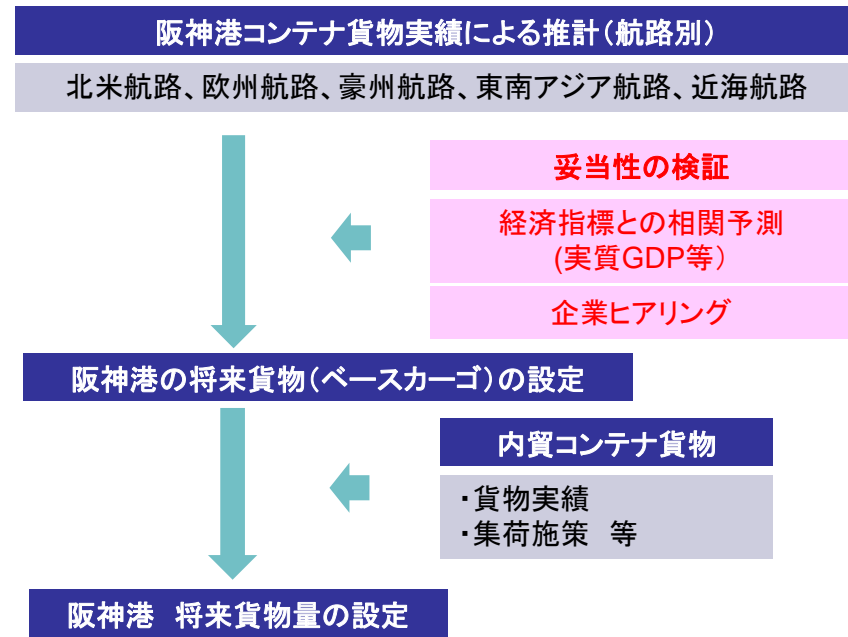 阪神港コンテナ貨物実績による推計（航路別）
北米航路、欧州航路、豪州航路、東南アジア航路、近海航路
妥当性の検証
経済指標との相関予測
(実質GDP等）
企業ヒアリング
阪神港の将来貨物（ベースカーゴ）の設定
内貿コンテナ貨物
・貨物実績
・集荷施策　等
阪神港　将来貨物量の設定